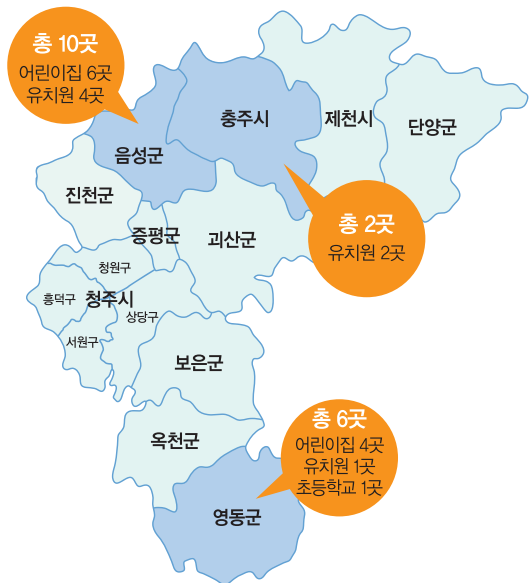 총 10곳
어린이집 6곳
유치원 4곳
충주시
제천시
단양군
음성군
진천군
총 2곳
유치원 2곳
증평군
괴산군
청원구
흥덕구
청주시
상당구
서원구
보은군
총 6곳
어린이집 4곳
유치원 1곳
초등학교 1곳
옥천군
영동군